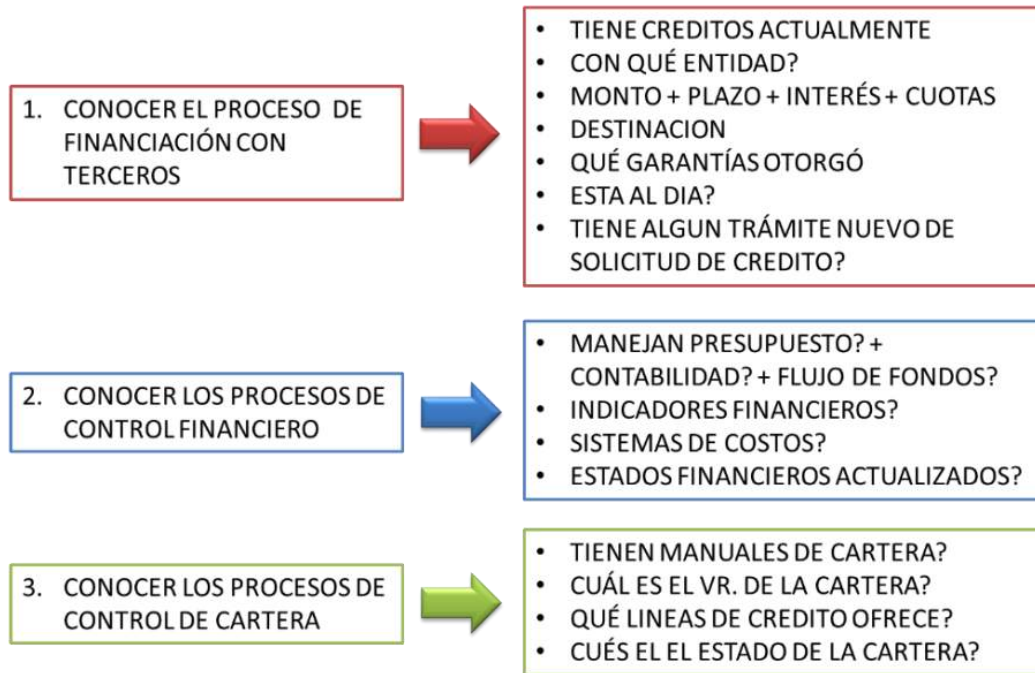 1. CONOCER EL PROCESO DE
FINANCIACIÓN CON
TERCEROS
• TIENE CREDITOS ACTUALMENTE
• CON QUÉ ENTIDAD?
• MONTO + PLAZO + INTERÉS + CUOTAS
• DESTINACION
• QUÉ GARANTÍAS OTORGÓ
• ESTA AL DIA?
• TIENE ALGUN TRÁMITE NUEVO DE
SOLICITUD DE CREDITO?
2. CONOCER LOS PROCESOS DE
CONTROL FINANCIERO
• MANEJAN PRESUPUESTO? +
CONTABILIDAD? + FLUJO DE FONDOS?
• INDICADORES FINANCIEROS?
• SISTEMAS DE COSTOS?
• ESTADOS FINANCIEROS ACTUALIZADOS?
3. CONOCER LOS PROCESOS DE
CONTROL DE CARTERA
• TIENEN MANUALES DE CARTERA?
• CUÁL ES EL VR. DE LA CARTERA?
• QUÉ LINEAS DE CREDITO OFRECE?
• CUÉS EL EL ESTADO DE LA CARTERA?